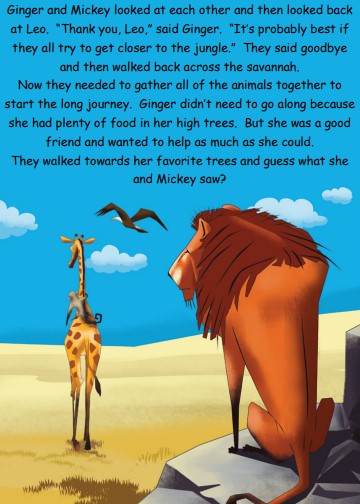 Ginger and Mickey looked at each other and then looked back
at Leo.  “Thank you, Leo,” said Ginger.  “It’s probably best if
they all try to get closer to the jungle.”  They said goodbye
and then walked back across the savannah.
Now they needed to gather all of the animals together to
start the long journey.  Ginger didn’t need to go along because
she had plenty of food in her high trees.  But she was a good
friend and wanted to help as much as she could.
They walked towards her favorite trees and guess what she
and Mickey saw?